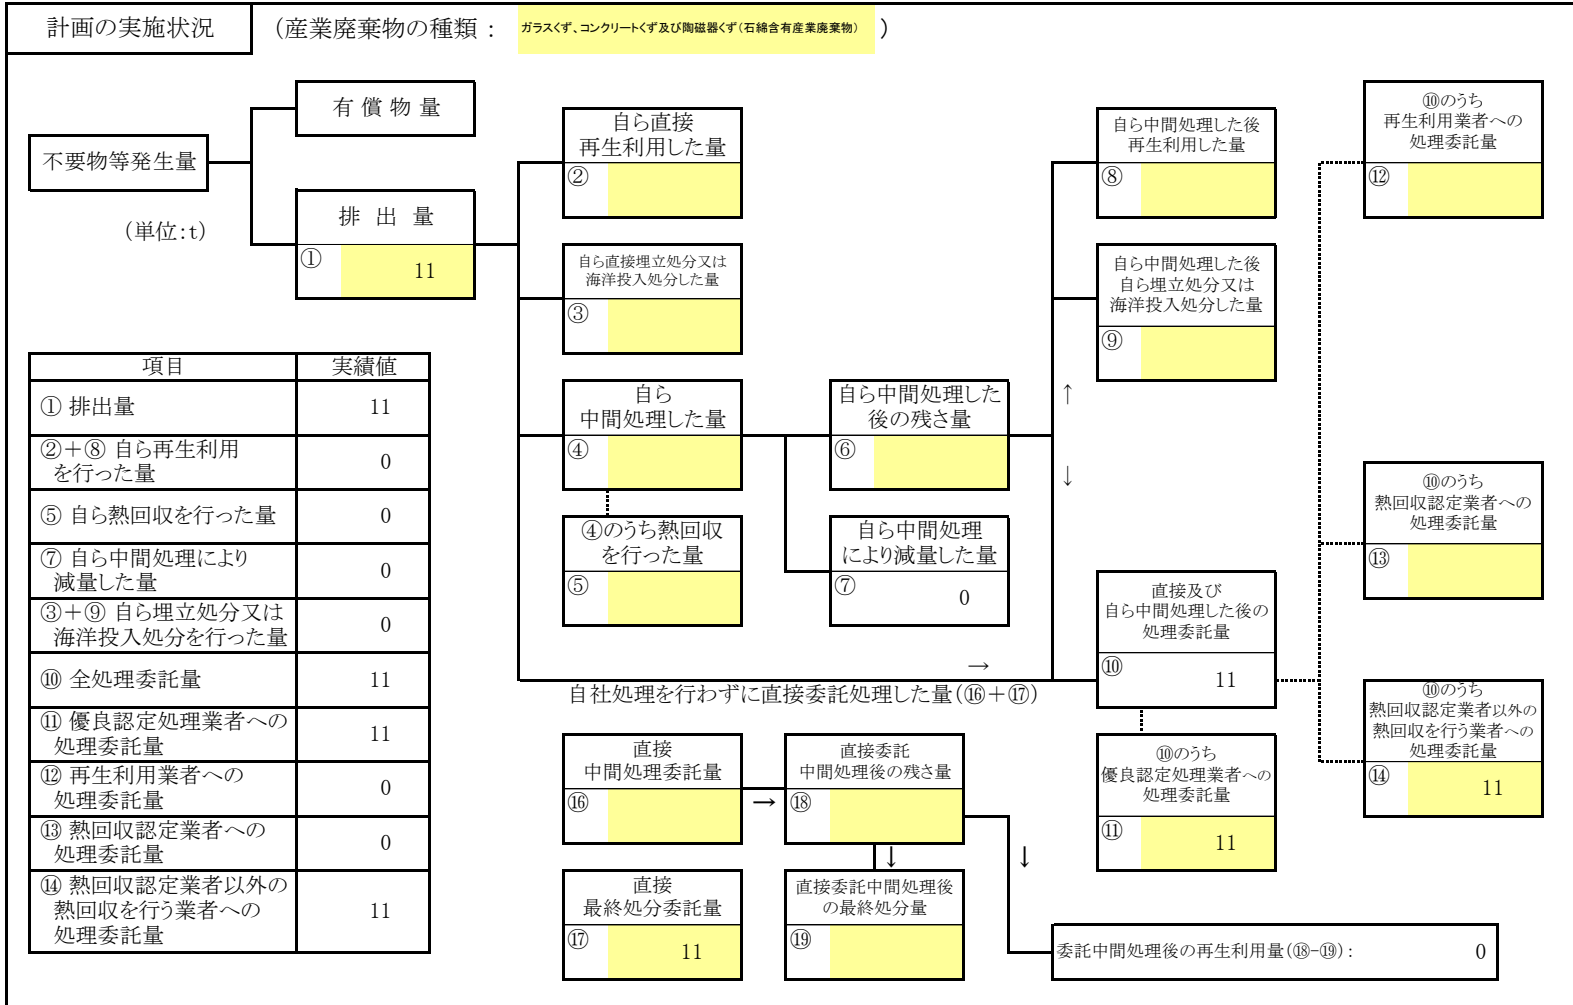 計画の実施状況
（産業廃棄物の種類： ガラスくず、コンクリートくず及び陶磁器くず（石綿含有産業廃棄物） ）
不要物等発生量
（単位:t）
有 償 物 量
排 出 量
① 11
自ら直接
再生利用した量
②
自ら直接埋立処分又は
海洋投入処分した量
③
自ら
中間処理した量
④
④のうち熱回収
を行った量
⑤
自ら中間処理した
後の残さ量
⑥
自ら中間処理
により減量した量
⑦ 0
自ら中間処理した後
再生利用した量
⑧
自ら中間処理した後
自ら埋立処分又は
海洋投入処分した量
⑨
↑
↓
→
自社処理を行わずに直接委託処理した量（⑯＋⑰）
直接及び
自ら中間処理した後の
処理委託量
⑩ 11
⑩のうち
優良認定処理業者への
処理委託量
⑪ 11
⑩のうち
再生利用業者への
処理委託量
⑫
⑩のうち
熱回収認定業者への
処理委託量
⑬
⑩のうち
熱回収認定業者以外の
熱回収を行う業者への
処理委託量
⑭ 11
直接
中間処理委託量
⑯
→
直接委託
中間処理後の残さ量
⑱
↓
↓
直接
最終処分委託量
⑰ 11
直接委託中間処理後
の最終処分量
⑲
委託中間処理後の再生利用量（⑱-⑲）： 0
項目 実績値
① 排出量 11
②＋⑧ 自ら再生利用
を行った量 0
⑤ 自ら熱回収を行った量 0
⑦ 自ら中間処理により
減量した量 0
③＋⑨ 自ら埋立処分又は
海洋投入処分を行った量 0
⑩ 全処理委託量 11
⑪ 優良認定処理業者への
処理委託量 11
⑫ 再生利用業者への
処理委託量 0
⑬ 熱回収認定業者への
処理委託量 0
⑭ 熱回収認定業者以外の
熱回収を行う業者への
処理委託量 11